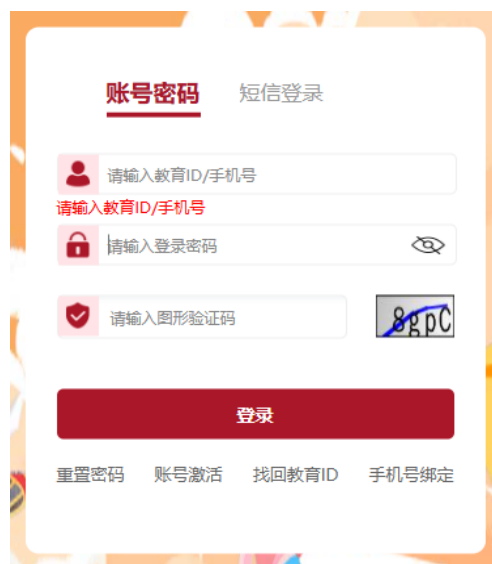 账号密码 短信登录
请输入教育ID/手机号
请输入教育ID/手机号
请输入登录密码
请输入图形验证码 8gpC
登录
重置密码 账号激活 找回教育ID 手机号绑定